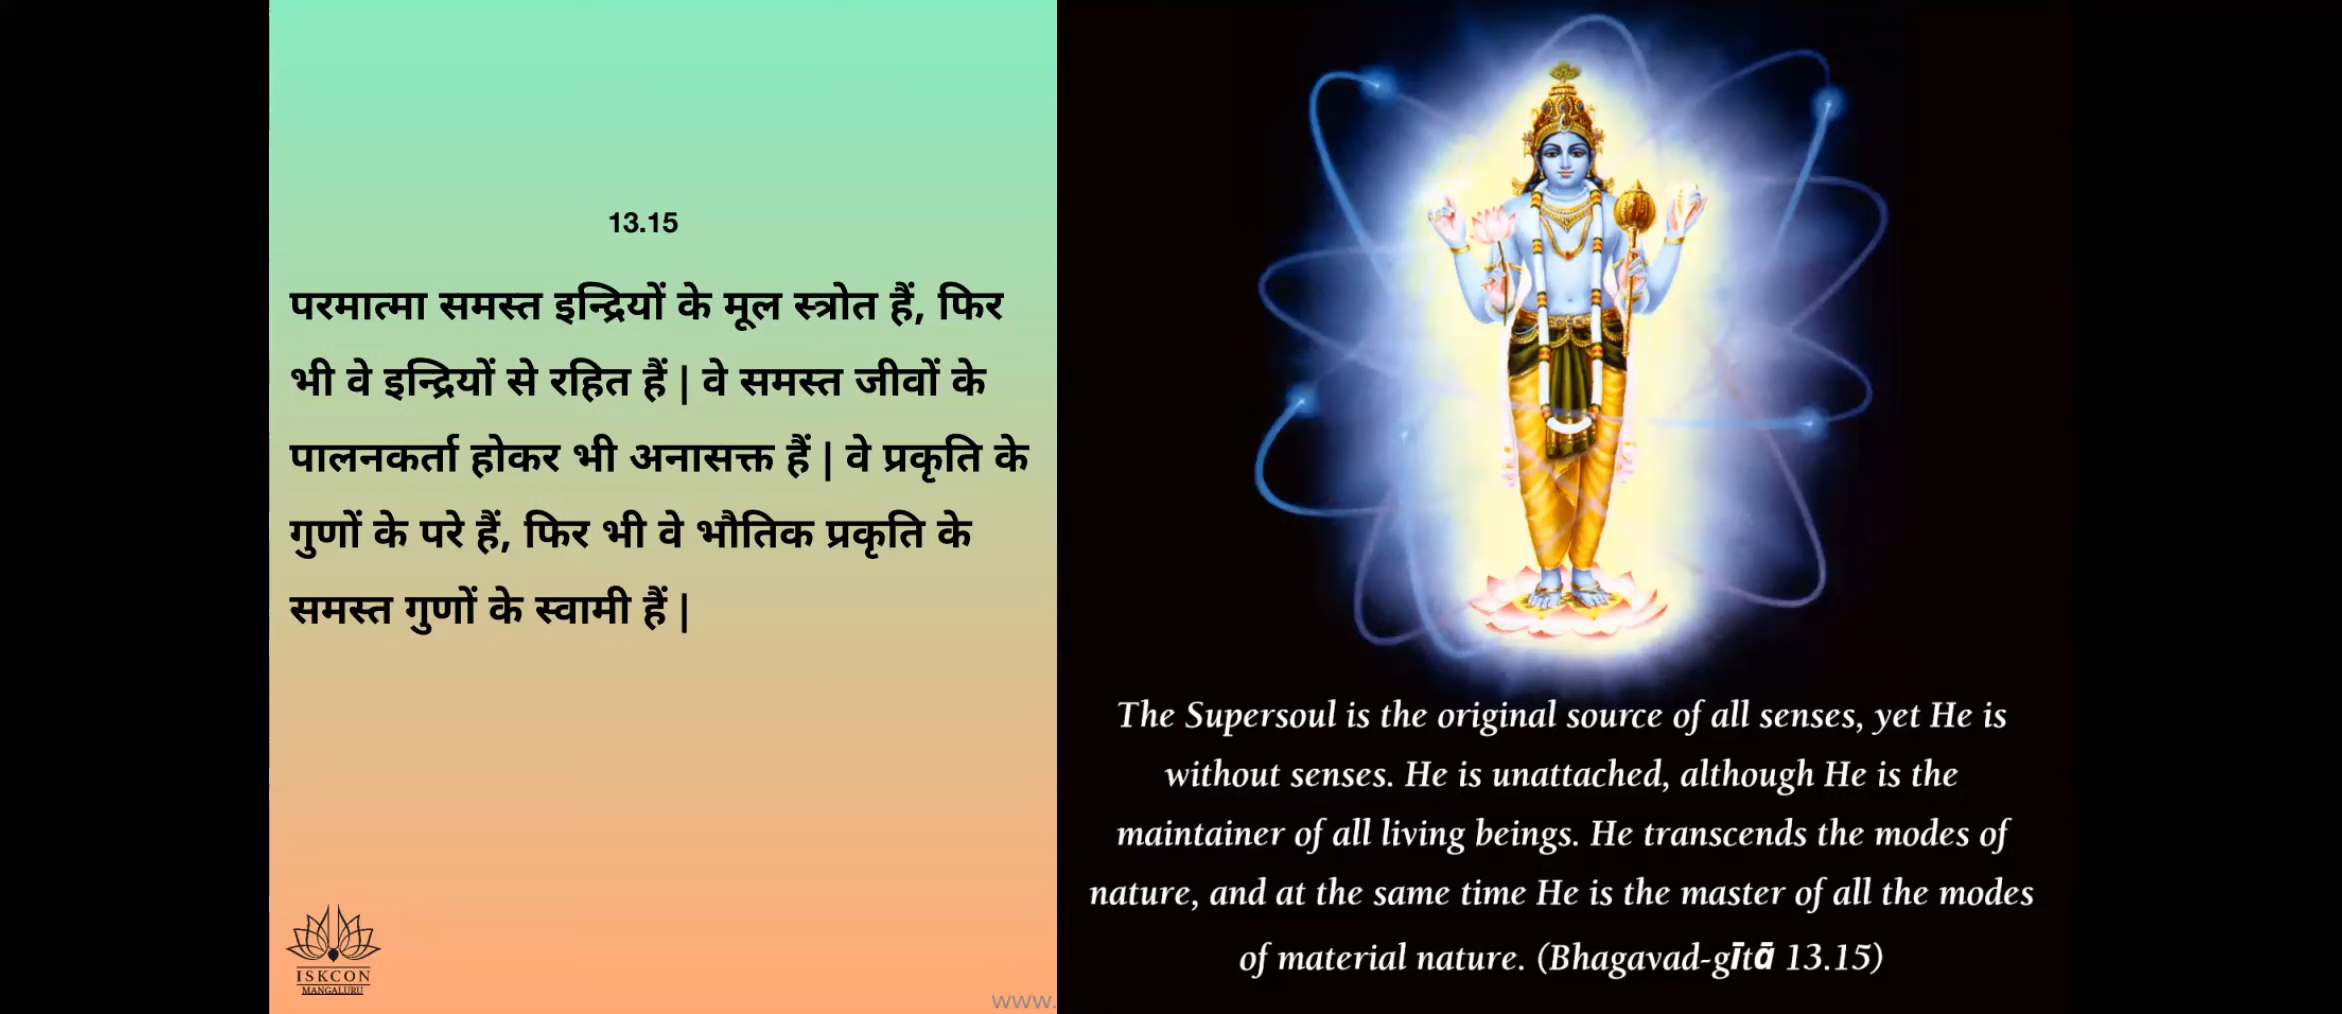 13.15
परमात्मा समस्त इन्द्रियों के मूल स्त्रोत हैं, फिर
भी वे इन्द्रियों से रहित हैं | वे समस्त जीवों के
पालनकर्ता होकर भी अनासक्त हैं | वे प्रकृति के
गुणों के परे हैं, फिर भी वे भौतिक प्रकृति के
समस्त गुणों के स्वामी हैं |
ISKCON
MANGALURU
www.
The Supersoul is the original source of all senses, yet He is
without senses. He is unattached, although He is the
maintainer of all living beings. He transcends the modes of
nature, and at the same time He is the master of all the modes
of material nature. (Bhagavad-gītā 13.15)